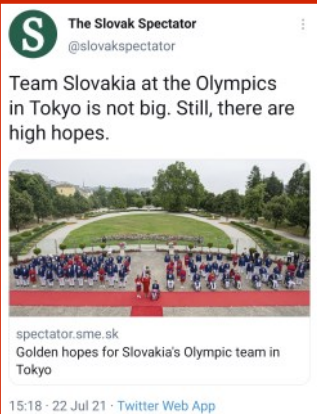 S
The Slovak Spectator
@slovakspectator
Team Slovakia at the Olympics
in Tokyo is not big. Still, there are
high hopes.
spectator.sme.sk
Golden hopes for Slovakia's Olympic team in
Tokyo
15:18 · 22 Jul 21 · Twitter Web App